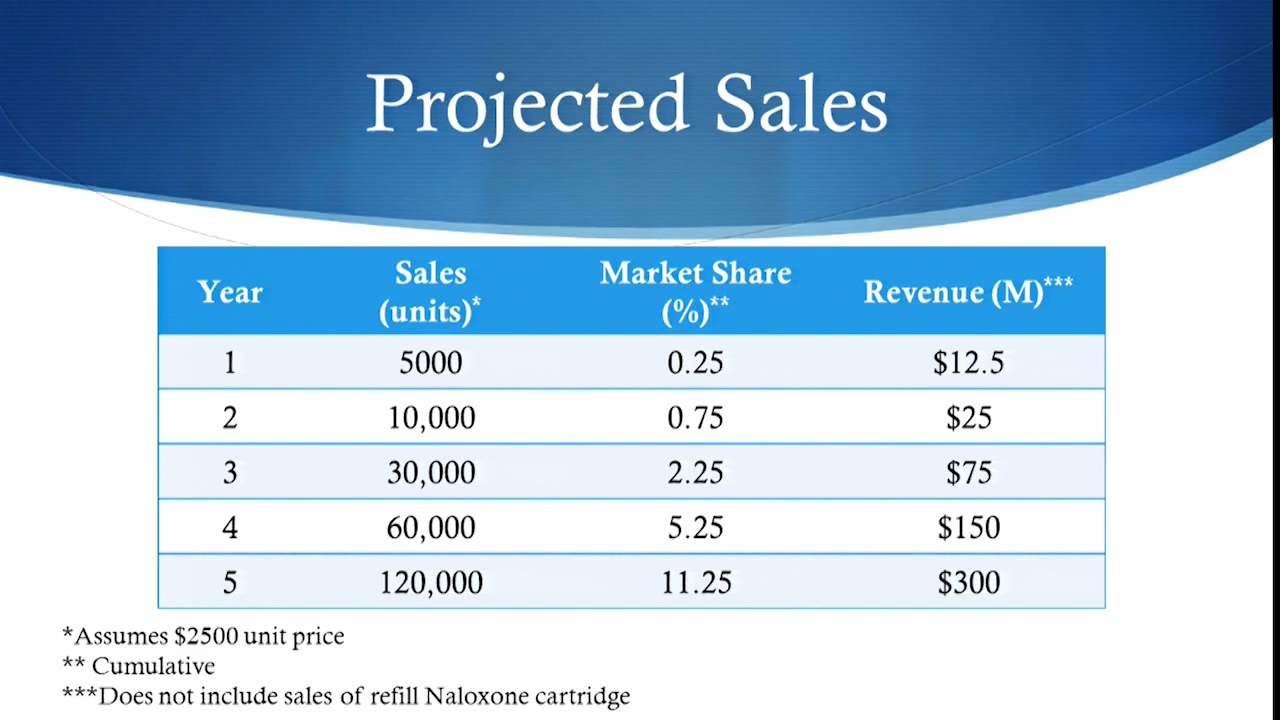 Projected Sales
Year Sales (units)* Market Share (%)** Revenue (M)***
1 5000 0.25 $12.5
2 10,000 0.75 $25
3 30,000 2.25 $75
4 60,000 5.25 $150
5 120,000 11.25 $300
*Assumes $2500 unit price
** Cumulative
***Does not include sales of refill Naloxone cartridge